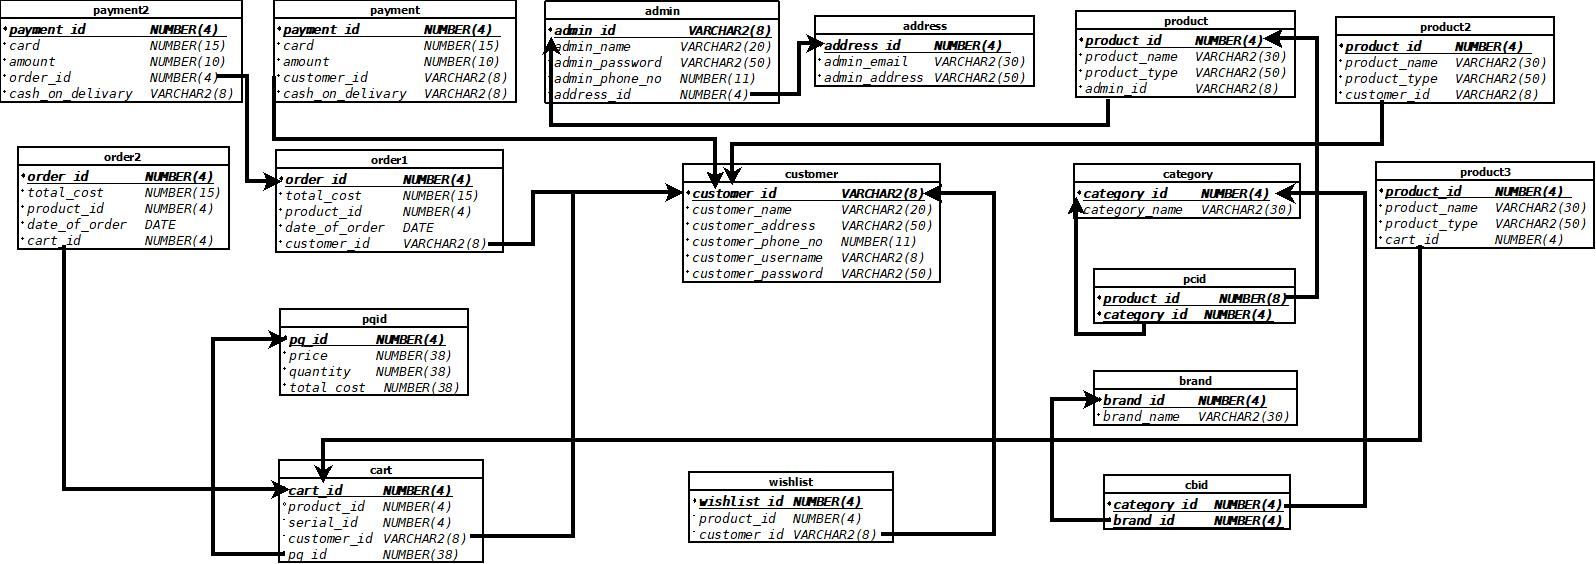 payment2
payment_id NUMBER(4)
card NUMBER(15)
amount NUMBER(10)
order_id NUMBER(4)
cash_on_delivary VARCHAR2(8)
payment
payment_id NUMBER(4)
card NUMBER(15)
amount NUMBER(10)
customer_id VARCHAR2(8)
cash_on_delivary VARCHAR2(8)
admin
admin_id VARCHAR2(8)
admin_name VARCHAR2(20)
admin_password VARCHAR2(50)
admin_phone_no NUMBER(11)
address_id NUMBER(4)
address
address_id NUMBER(4)
admin_email VARCHAR2(30)
admin_address VARCHAR2(50)
product
product_id NUMBER(4)
product_name VARCHAR2(30)
product_type VARCHAR2(50)
admin_id VARCHAR2(8)
product2
product_id NUMBER(4)
product_name VARCHAR2(30)
product_type VARCHAR2(50)
customer_id VARCHAR2(8)
order2
order_id NUMBER(4)
total_cost NUMBER(15)
product_id NUMBER(4)
date_of_order DATE
cart_id NUMBER(4)
order1
order_id NUMBER(4)
total_cost NUMBER(15)
product_id NUMBER(4)
date_of_order DATE
customer_id VARCHAR2(8)
customer
customer_id VARCHAR2(8)
customer_name VARCHAR2(20)
customer_address VARCHAR2(50)
customer_phone_no NUMBER(11)
customer_username VARCHAR2(8)
customer_password VARCHAR2(50)
category
category_id NUMBER(4)
category_name VARCHAR2(30)
product3
product_id NUMBER(4)
product_name VARCHAR2(30)
product_type VARCHAR2(50)
cart_id NUMBER(4)
pcid
product_id NUMBER(8)
category_id NUMBER(4)
pqid
pq_id NUMBER(4)
price NUMBER(38)
quantity NUMBER(38)
total_cost NUMBER(38)
brand
brand_id NUMBER(4)
brand_name VARCHAR2(30)
cart
cart_id NUMBER(4)
product_id NUMBER(4)
serial_id NUMBER(4)
customer_id VARCHAR2(8)
pq_id NUMBER(38)
wishlist
wishlist_id NUMBER(4)
product_id NUMBER(4)
customer_id VARCHAR2(8)
cbid
category_id NUMBER(4)
brand_id NUMBER(4)